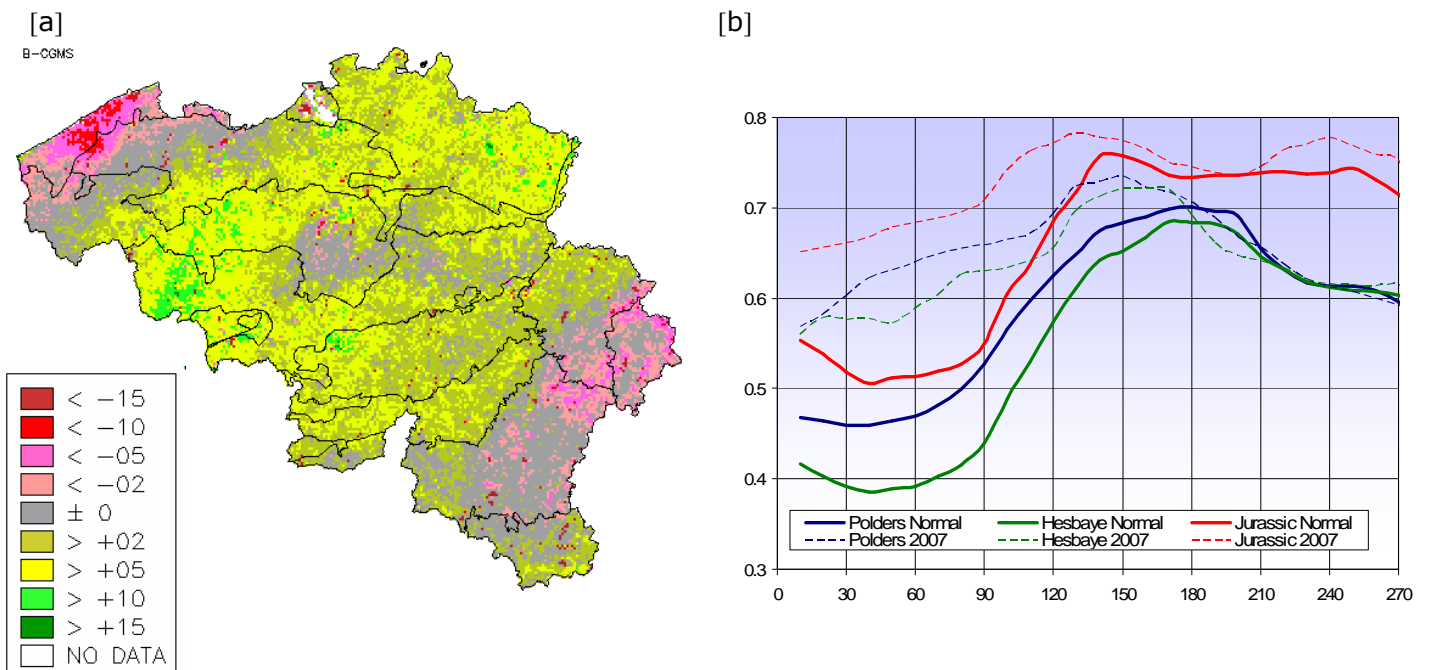 [a]
B-CGMS
< -15
< -10
< -05
< -02
± 0
> +02
> +05
> +10
> +15
NO DATA
[b]
0.8
0.7
0.6
0.5
0.4
0.3
Polders Normal Hesbaye Normal Jurassic Normal
Polders 2007 Hesbaye 2007 Jurassic 2007
0 30 60 90 120 150 180 210 240 270